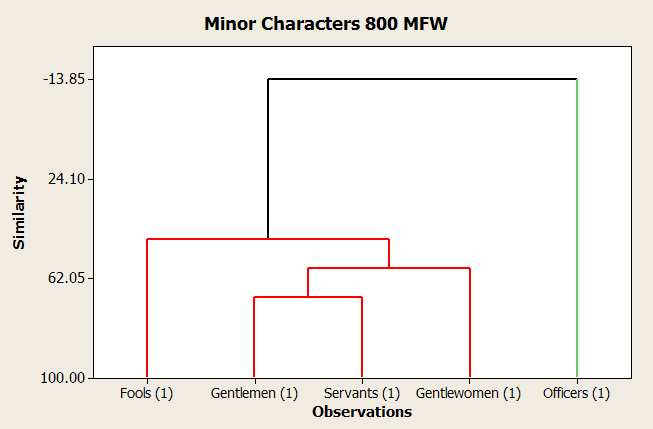 Minor Characters 800 MFW
Similarity
-13.85
24.10
62.05
100.00
Fools (1) Gentlemen (1) Servants (1) Gentlewomen (1) Officers (1)
Observations